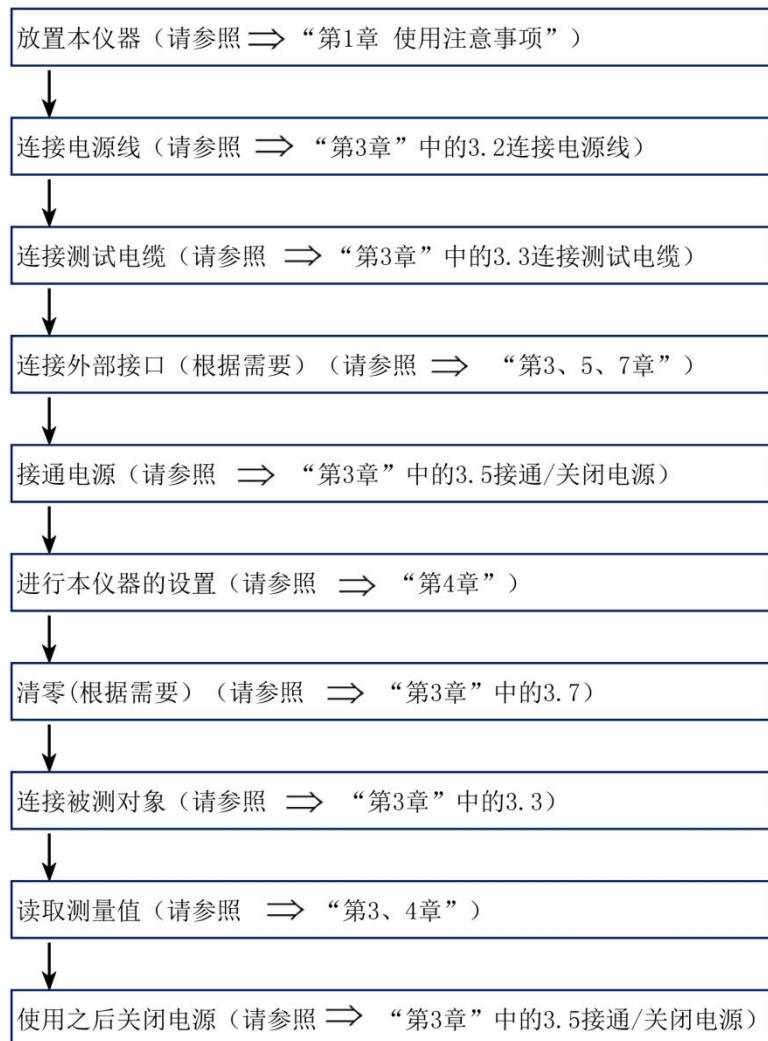 放置本仪器（请参照 ⇒ “第1章 使用注意事项”）
连接电源线（请参照 ⇒ “第3章”中的3.2连接电源线）
连接测试电缆（请参照 ⇒ “第3章”中的3.3连接测试电缆）
连接外部接口（根据需要）（请参照 ⇒ “第3、5、7章”）
接通电源（请参照 ⇒ “第3章”中的3.5接通/关闭电源）
进行本仪器的设置（请参照 ⇒ “第4章”）
清零(根据需要）（请参照 ⇒ “第3章”中的3.7）
连接被测对象（请参照 ⇒ “第3章”中的3.3）
读取测量值（请参照 ⇒ “第3、4章”）
使用之后关闭电源（请参照 ⇒ “第3章”中的3.5接通/关闭电源）